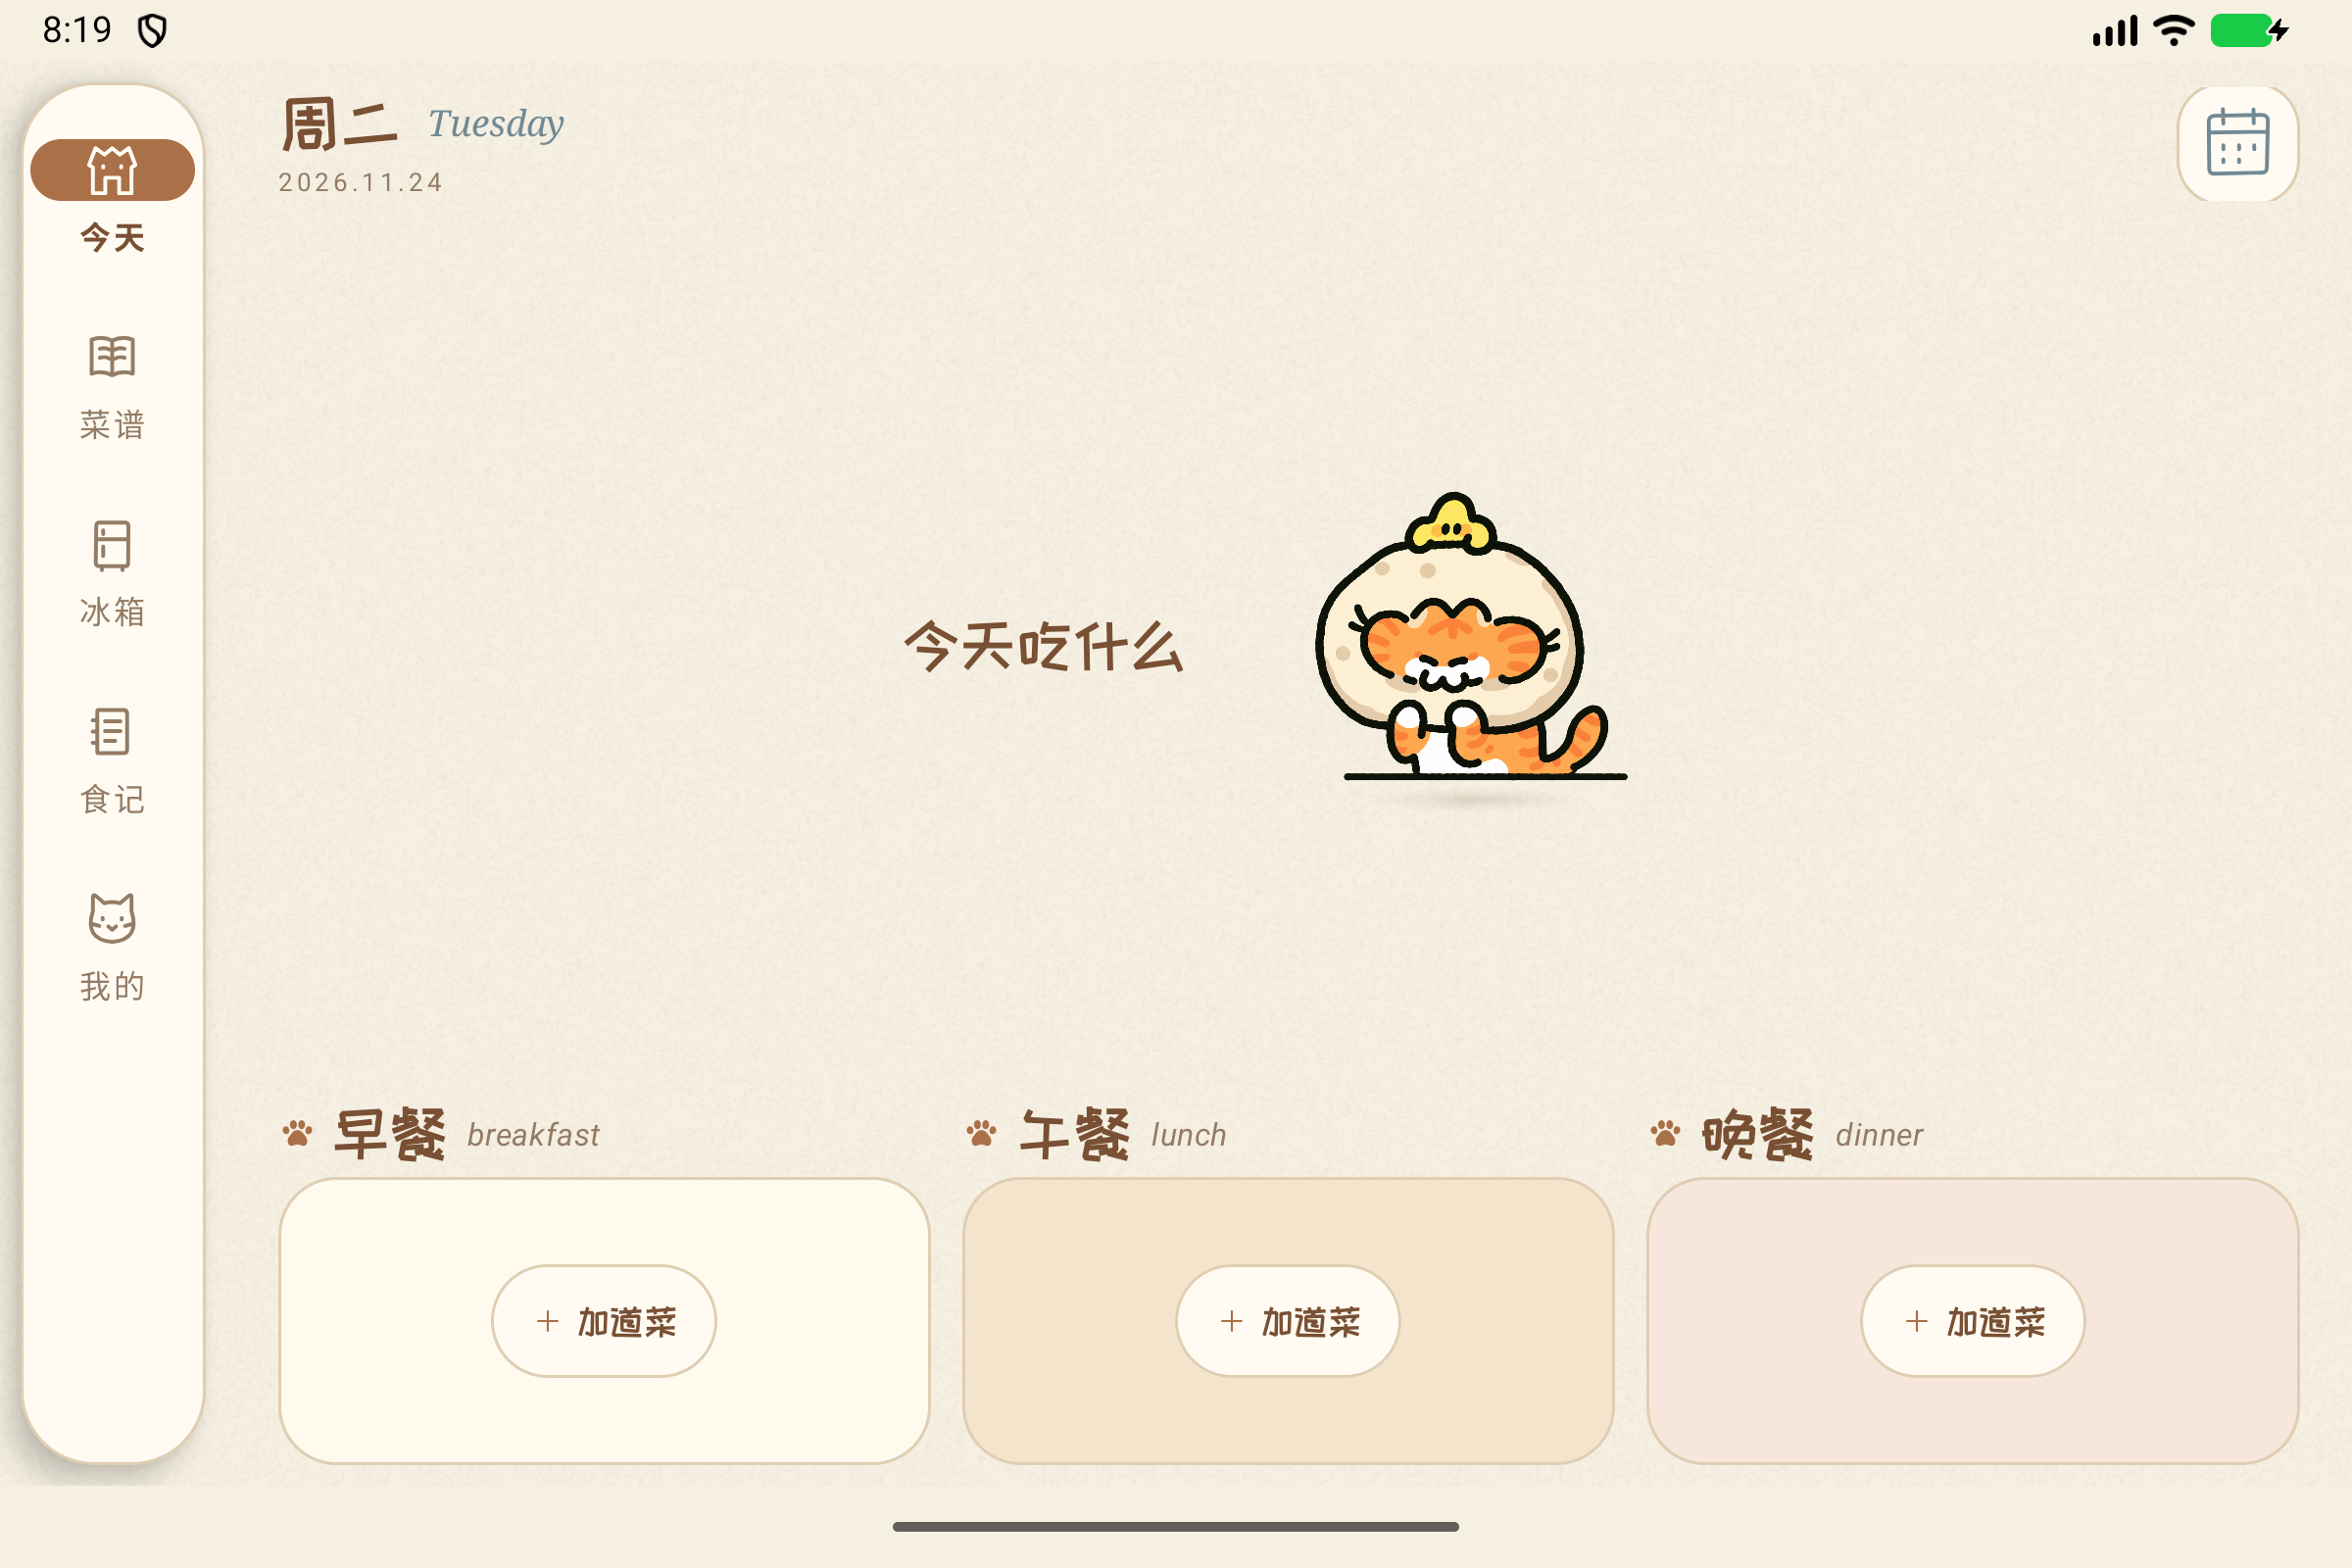 8:19
周二 Tuesday
2026.11.24
今天
菜谱
冰箱
食记
我的
今天吃什么
早餐 breakfast
+ 加道菜
午餐 lunch
+ 加道菜
晚餐 dinner
+ 加道菜